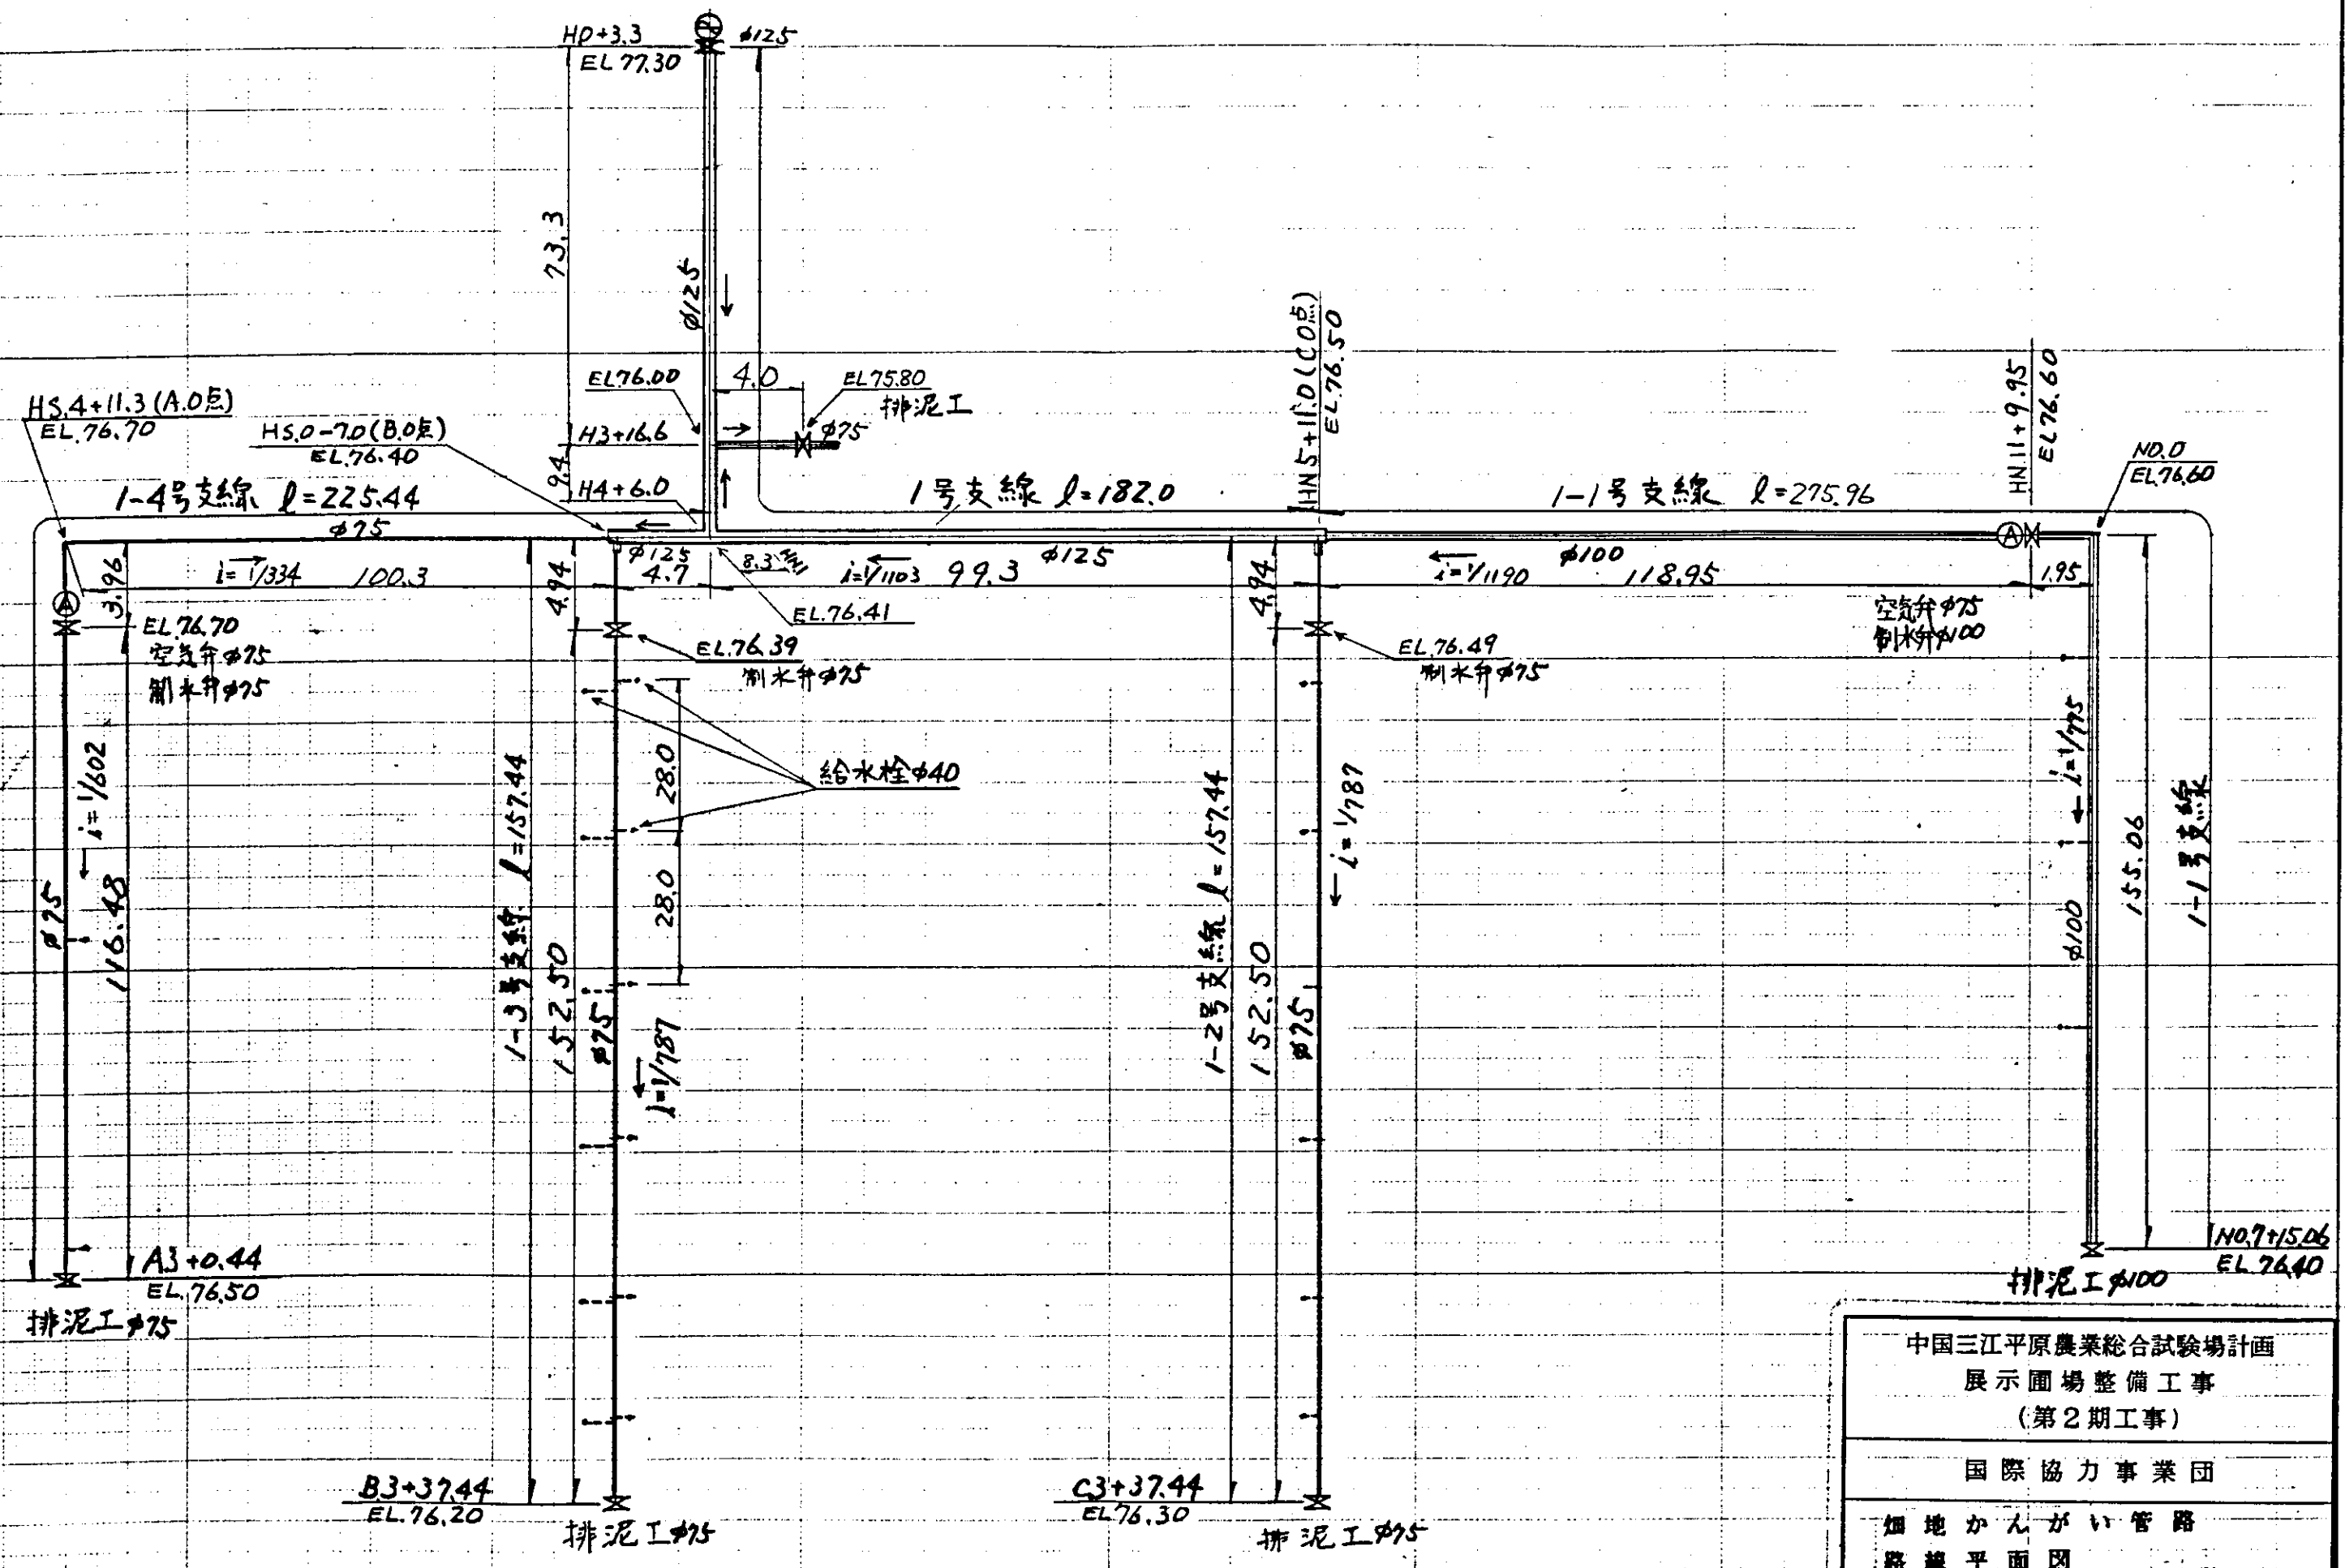 HP+3.3
EL 77.30
φ125
73.3
φ125
EL76.00
4.0
EL75.80
排泥工
φ75
H3+16.6
9.4
H4+6.0
HN5+11.0(C0点)
EL.76.50
HN11+9.95
EL76.60
NO.0
EL.76.60
HS.4+11.3(A.0点)
EL.76.70
HS.0-7.0(B.0点)
EL.76.40
1-4号支線 l=225.44
1号支線 l=182.0
1-1号支線 l=275.96
φ75
i=1/334
100.3
φ125
4.7
8.3
i=1/1103
99.3
φ125
i=1/1190
φ100
118.95
1.95
3.96
4.94
4.94
EL.76.41
EL.76.70
空気弁φ75
制水弁φ75
EL.76.39
制水弁φ75
EL.76.49
制水弁φ75
空気弁φ75
制水弁φ100
給水栓φ40
28.0
28.0
i=1/602
116.48
φ75
1-3号支線 l=157.44
152.50
φ75
i=1/787
1-2号支線 l=157.44
152.50
φ75
i=1/787
i=1/775
φ100
155.06
1-1号支線
A3+0.44
EL.76.50
排泥工φ75
B3+37.44
EL.76.20
排泥工φ75
C3+37.44
EL76.30
排泥工φ75
NO.7+15.06
EL.76.40
排泥工φ100
中国三江平原農業総合試験場計画
展示圃場整備工事
(第2期工事)
国際協力事業団
畑地かんがい管路
路線平面図